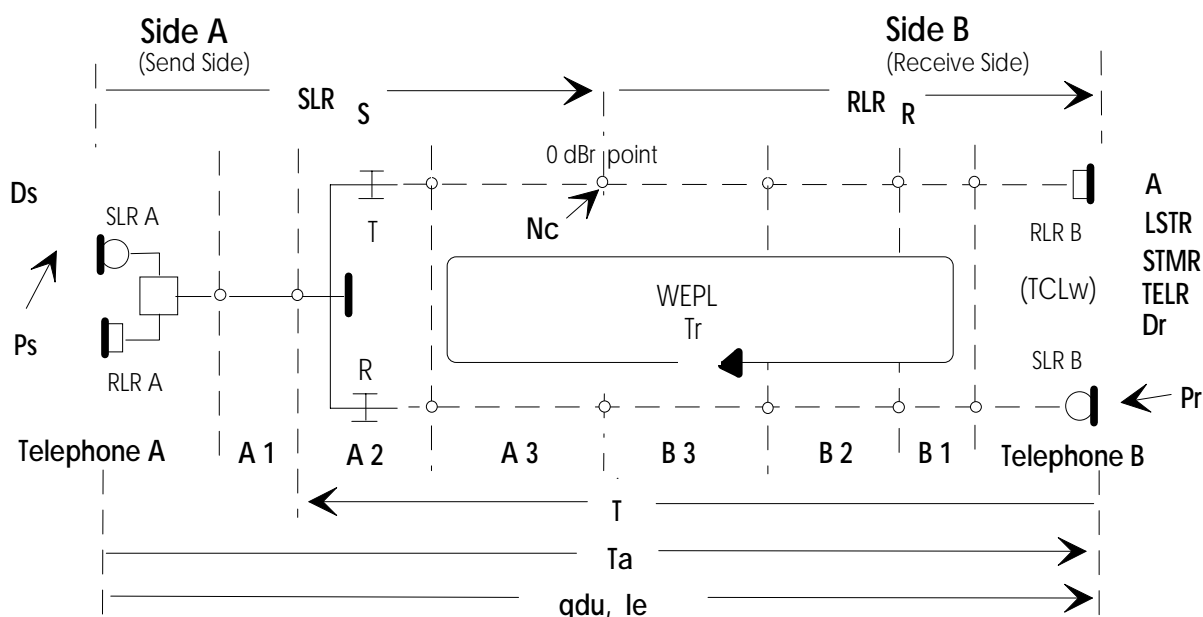 Side A
(Send Side)
Side B
(Receive Side)
SLR S
RLR R
0 dBr point
Ds
SLR A
T
Nc
RLR B
A
LSTR
STMR
TELR
Dr
WEPL
Tr
(TCLw)
Ps
RLR A
R
SLR B
Pr
Telephone A
A 1
A 2
A 3
B 3
B 2
B 1
Telephone B
T
Ta
qdu, Ie